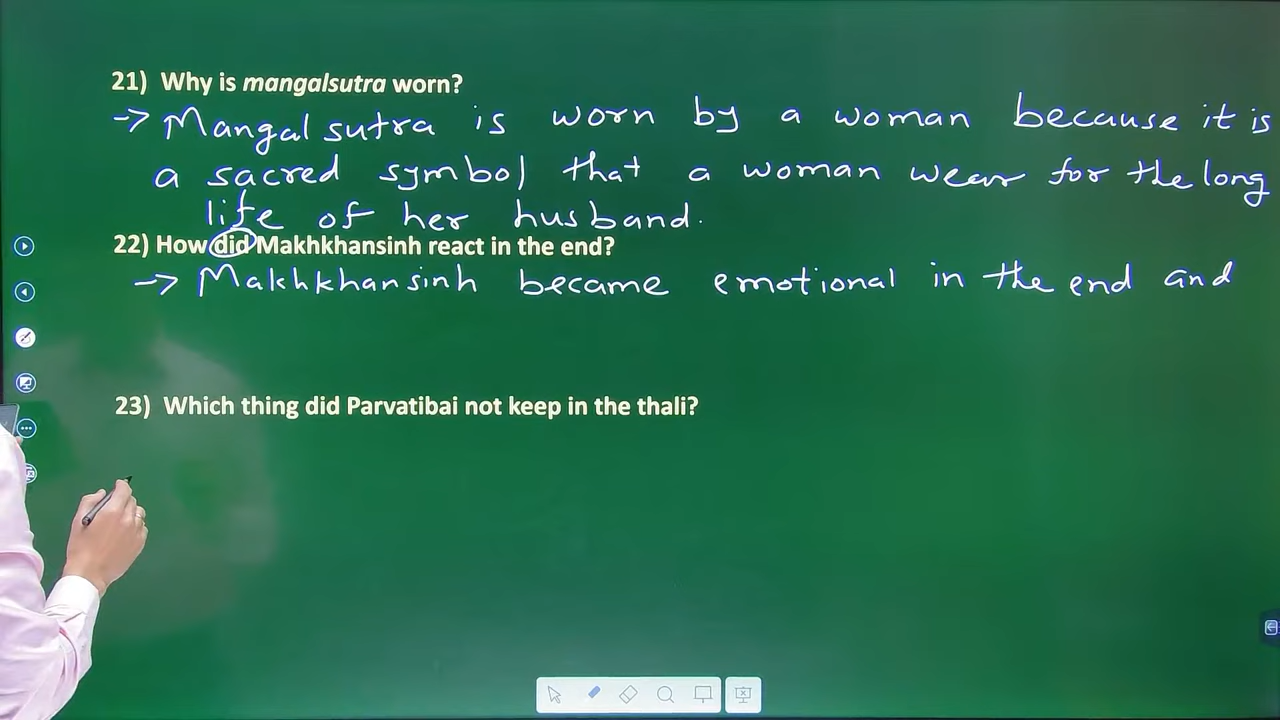 21) Why is mangalsutra worn?
-> Mangalsutra is worn by a woman because it is
a sacred symbol that a woman wear for the long
life of her husband.
22) How did Makhkhansinh react in the end?
-> Makhkhansinh became emotional in the end and
23) Which thing did Parvatibai not keep in the thali?